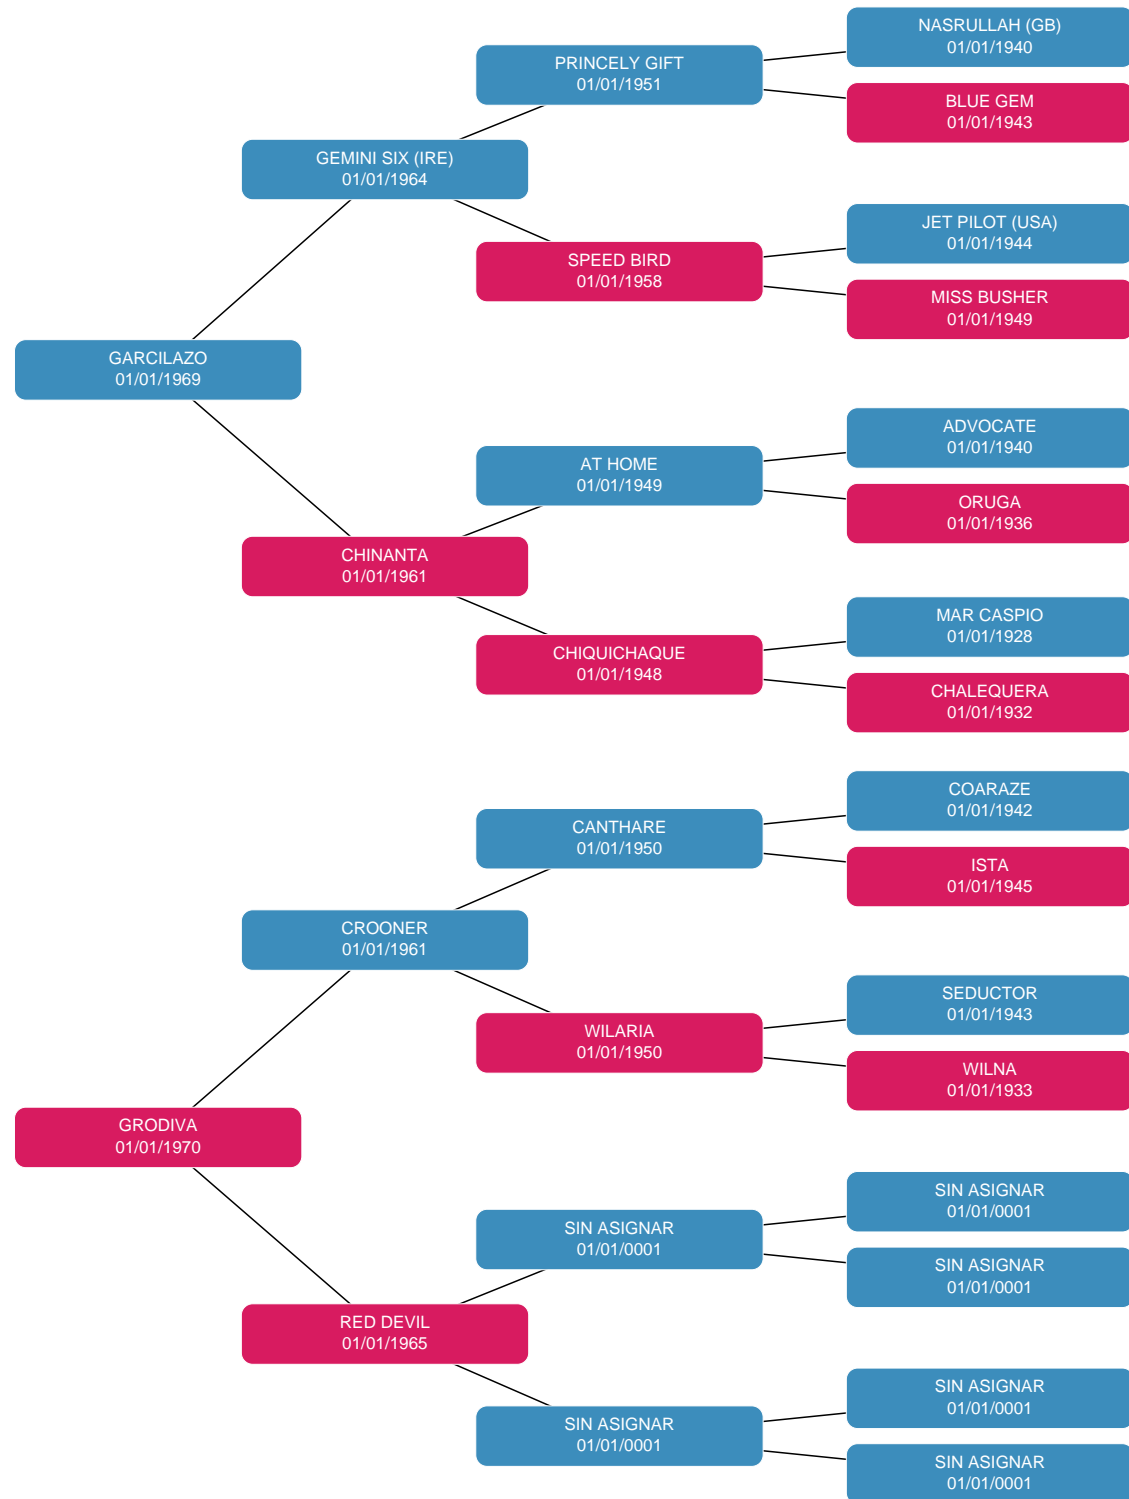 NASRULLAH (GB)
01/01/1940
PRINCELY GIFT
01/01/1951
BLUE GEM
01/01/1943
GEMINI SIX (IRE)
01/01/1964
JET PILOT (USA)
01/01/1944
SPEED BIRD
01/01/1958
MISS BUSHER
01/01/1949
GARCILAZO
01/01/1969
ADVOCATE
01/01/1940
AT HOME
01/01/1949
ORUGA
01/01/1936
CHINANTA
01/01/1961
MAR CASPIO
01/01/1928
CHIQUICHAQUE
01/01/1948
CHALEQUERA
01/01/1932
COARAZE
01/01/1942
CANTHARE
01/01/1950
ISTA
01/01/1945
CROONER
01/01/1961
SEDUCTOR
01/01/1943
WILARIA
01/01/1950
WILNA
01/01/1933
GRODIVA
01/01/1970
SIN ASIGNAR
01/01/0001
SIN ASIGNAR
01/01/0001
SIN ASIGNAR
01/01/0001
RED DEVIL
01/01/1965
SIN ASIGNAR
01/01/0001
SIN ASIGNAR
01/01/0001
SIN ASIGNAR
01/01/0001